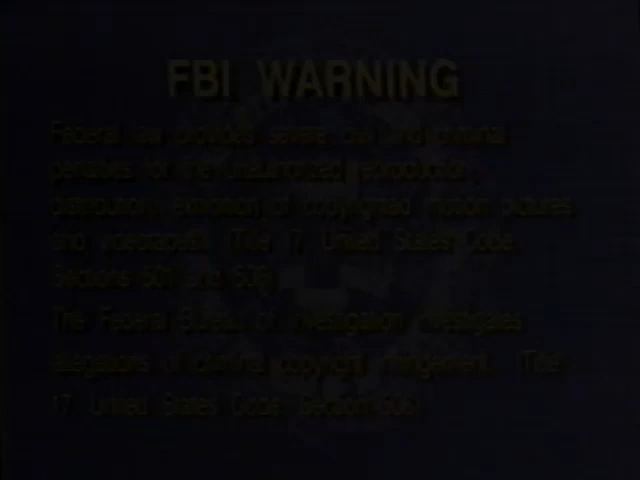 FBI WARNING
Federal law provides severe civil and criminal
penalties for the unauthorized reproduction,
distribution, exhibition of copyrighted motion pictures
and videotapes. (Title 17, United States Code,
Sections 501 and 506)
The Federal Bureau of Investigation investigates
allegations of criminal copyright infringement. (Title
17, United States Code, Section 506)